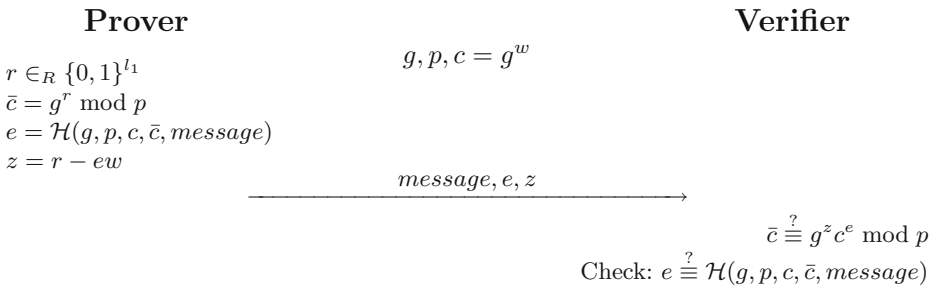 Prover
Verifier
g, p, c = g^w
r ∈_R {0, 1}^{l_1}
c̄ = g^r mod p
e = ℋ(g, p, c, c̄, message)
z = r − ew
message, e, z
c̄ ≟≡ g^z c^e mod p
Check: e ≟≡ ℋ(g, p, c, c̄, message)